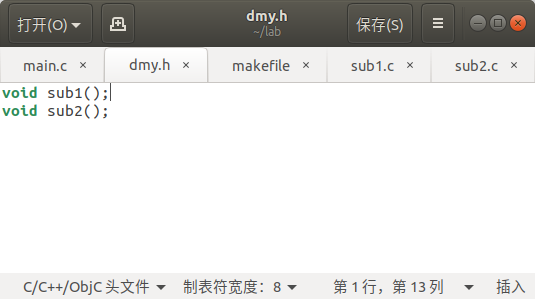 打开(O)
dmy.h
~/lab
保存(S)
main.c
dmy.h
makefile
sub1.c
sub2.c
void sub1();
void sub2();
C/C++/ObjC 头文件
制表符宽度：8
第 1 行，第 13 列
插入